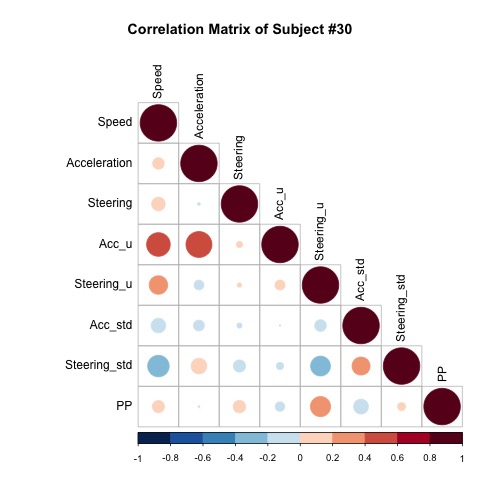 Correlation Matrix of Subject #30
Speed
Acceleration
Steering
Acc_u
Steering_u
Acc_std
Steering_std
PP
Speed
Acceleration
Steering
Acc_u
Steering_u
Acc_std
Steering_std
PP
-1 -0.8 -0.6 -0.4 -0.2 0 0.2 0.4 0.6 0.8 1